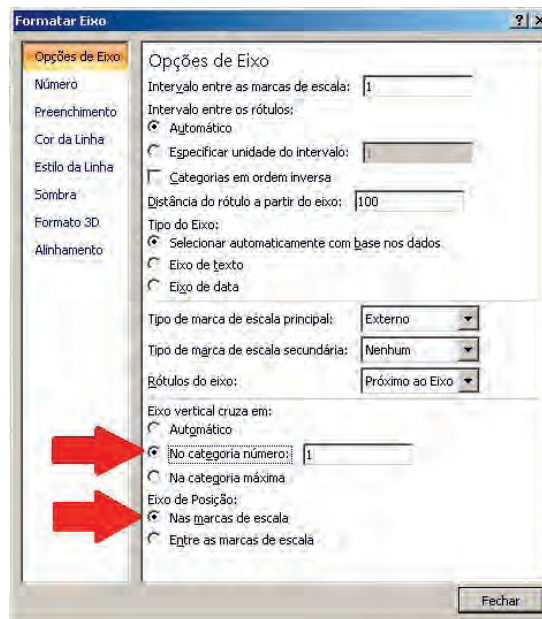 Formatar Eixo
Opções de Eixo
Número
Preenchimento
Cor da Linha
Estilo da Linha
Sombra
Formato 3D
Alinhamento
Opções de Eixo
Intervalo entre as marcas de escala: 1
Intervalo entre os rótulos:
Automático
Especificar unidade do intervalo: 1
Categorias em ordem inversa
Distância do rótulo a partir do eixo: 100
Tipo do Eixo:
Selecionar automaticamente com base nos dados
Eixo de texto
Eixo de data
Tipo de marca de escala principal: Externo
Tipo de marca de escala secundária: Nenhum
Rótulos do eixo: Próximo ao Eixo
Eixo vertical cruza em:
Automático
No categoria número: 1
Na categoria máxima
Eixo de Posição:
Nas marcas de escala
Entre as marcas de escala
Fechar